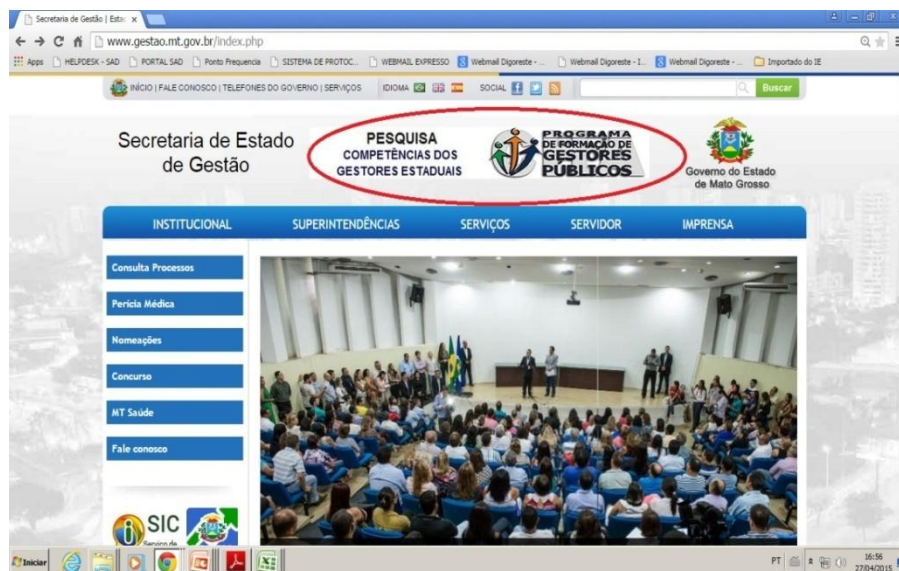 Secretaria de Gestão | Esta
www.gestao.mt.gov.br/index.php
Apps HELPDESK - SAD PORTAL SAD Ponto Frequencia SISTEMA DE PROTOC... WEBMAIL EXPRESSO Webmail Digoreste - ... Webmail Digoreste - I... Webmail Digoreste - ... Importado do IE
INÍCIO | FALE CONOSCO | TELEFONES DO GOVERNO | SERVIÇOS IDIOMA SOCIAL Buscar
Secretaria de Estado
de Gestão
PESQUISA
COMPETÊNCIAS DOS
GESTORES ESTADUAIS
PROGRAMA
DE FORMAÇÃO DE
GESTORES
PÚBLICOS
Governo do Estado
de Mato Grosso
INSTITUCIONAL SUPERINTENDÊNCIAS SERVIÇOS SERVIDOR IMPRENSA
Consulta Processos
Perícia Médica
Nomeações
Concurso
MT Saúde
Fale conosco
SIC
Serviço de
Iniciar PT 16:56
27/04/2015